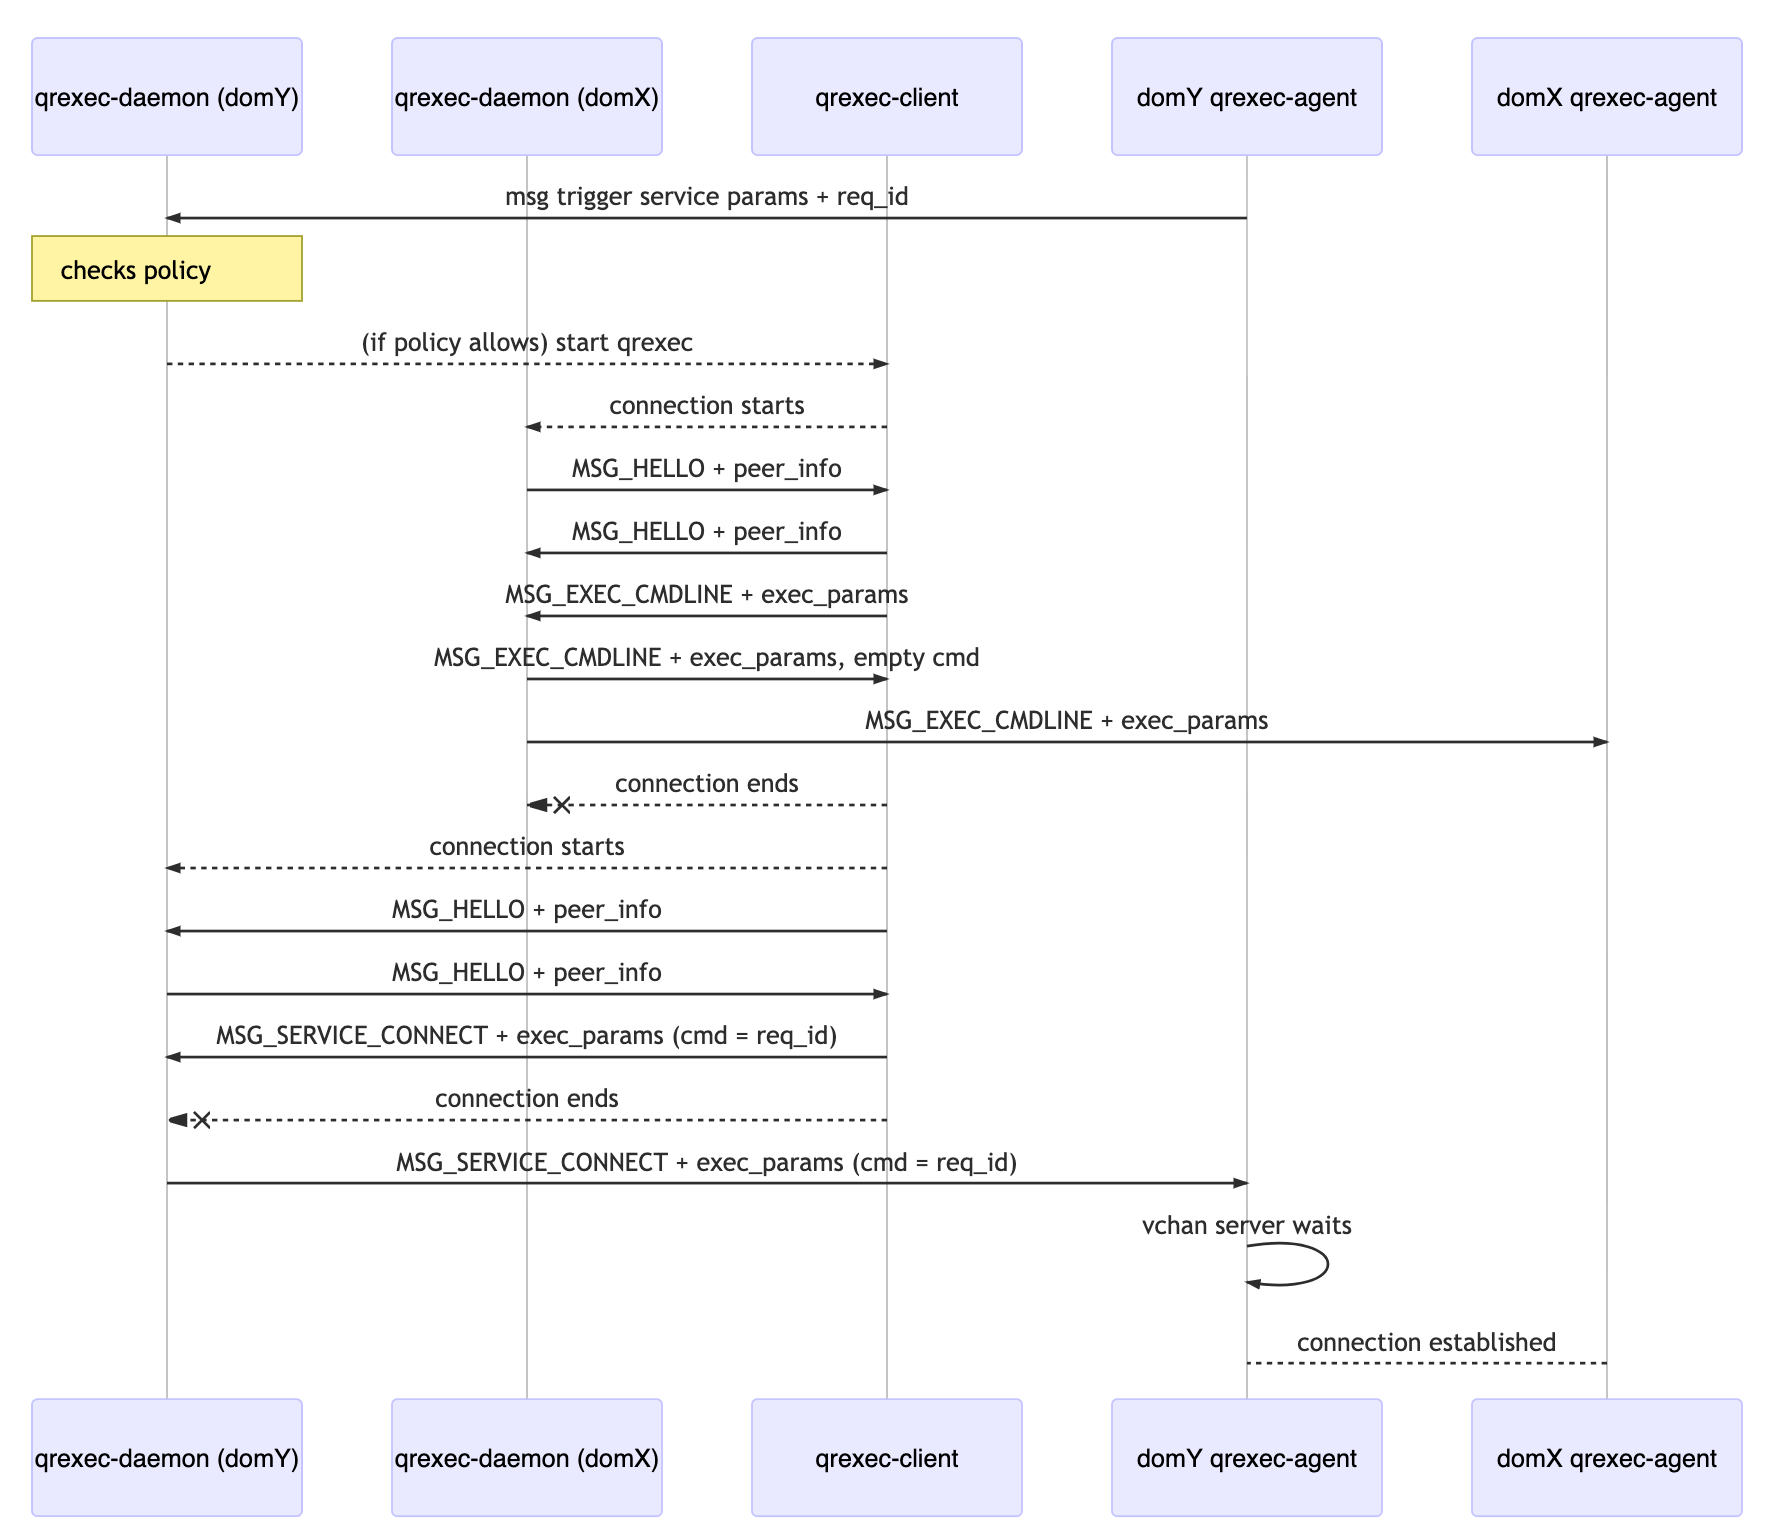 qrexec-daemon (domY)
qrexec-daemon (domX)
qrexec-client
domY qrexec-agent
domX qrexec-agent
msg trigger service params + req_id
checks policy
(if policy allows) start qrexec
connection starts
MSG_HELLO + peer_info
MSG_HELLO + peer_info
MSG_EXEC_CMDLINE + exec_params
MSG_EXEC_CMDLINE + exec_params, empty cmd
MSG_EXEC_CMDLINE + exec_params
connection ends
connection starts
MSG_HELLO + peer_info
MSG_HELLO + peer_info
MSG_SERVICE_CONNECT + exec_params (cmd = req_id)
connection ends
MSG_SERVICE_CONNECT + exec_params (cmd = req_id)
vchan server waits
connection established
qrexec-daemon (domY)
qrexec-daemon (domX)
qrexec-client
domY qrexec-agent
domX qrexec-agent